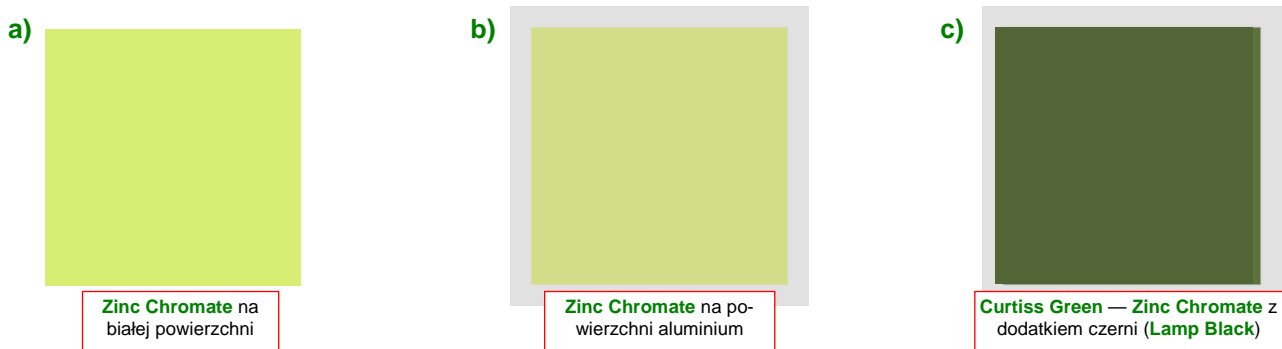 a)
Zinc Chromate na
białej powierzchni
b)
Zinc Chromate na po-
wierzchni aluminium
c)
Curtiss Green — Zinc Chromate z
dodatkiem czerni (Lamp Black)